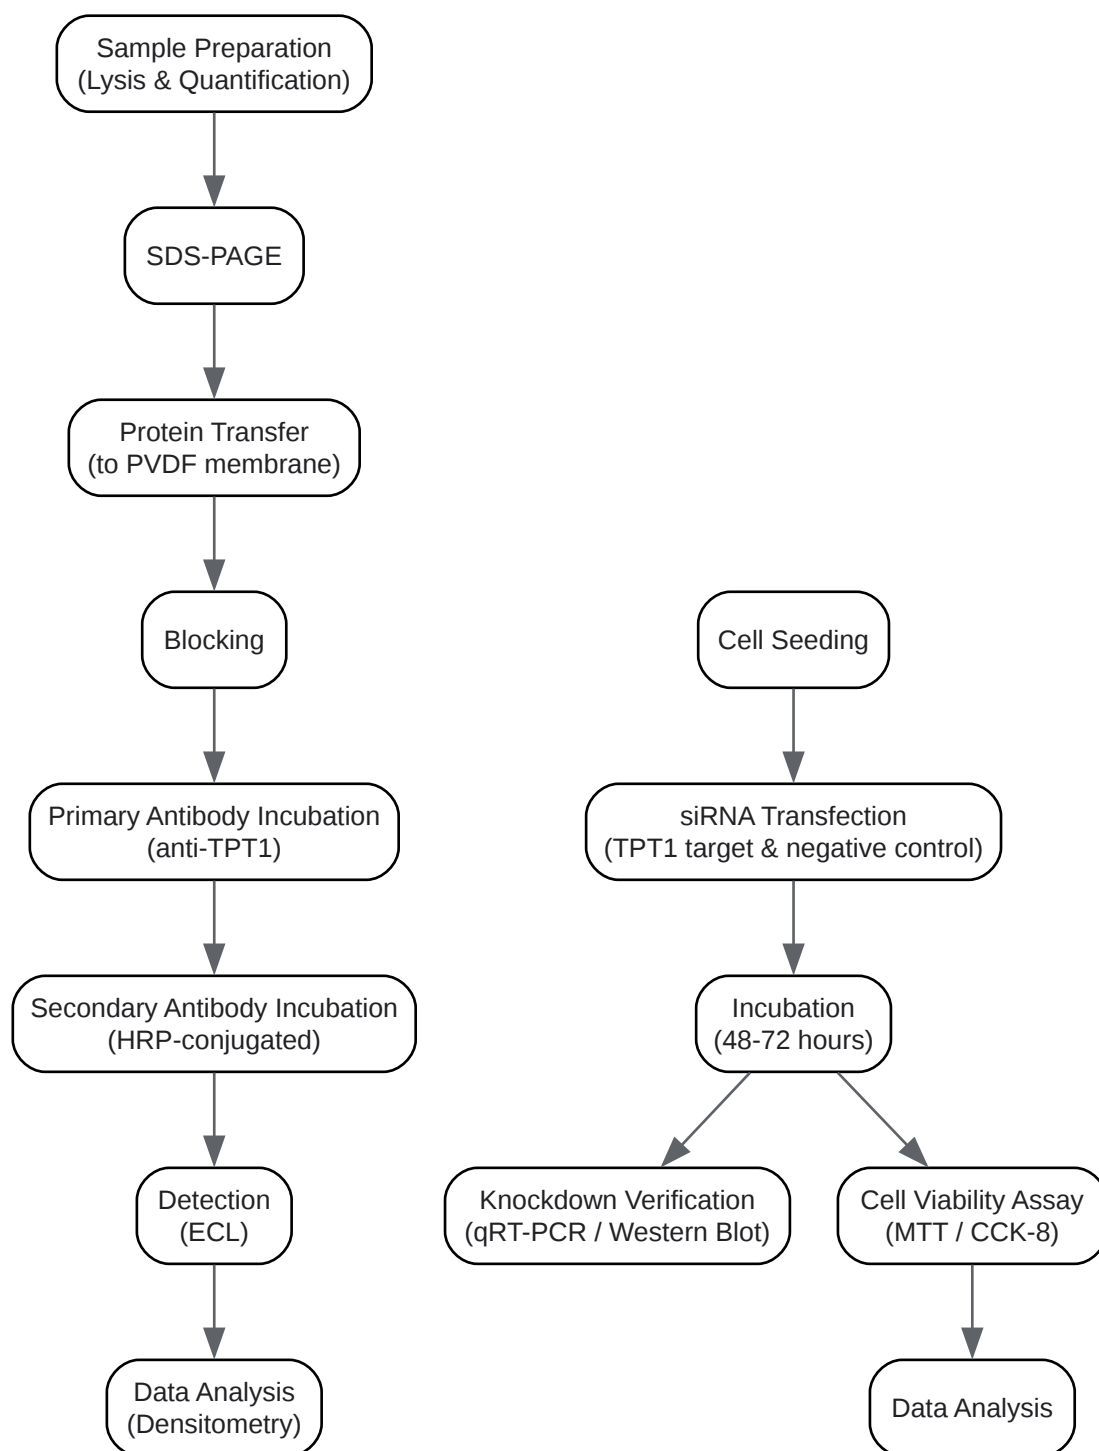 Sample Preparation
(Lysis & Quantification)
SDS-PAGE
Protein Transfer
(to PVDF membrane)
Blocking
Primary Antibody Incubation
(anti-TPT1)
Secondary Antibody Incubation
(HRP-conjugated)
Detection
(ECL)
Data Analysis
(Densitometry)
Cell Seeding
siRNA Transfection
(TPT1 target & negative control)
Incubation
(48-72 hours)
Knockdown Verification
(qRT-PCR / Western Blot)
Cell Viability Assay
(MTT / CCK-8)
Data Analysis